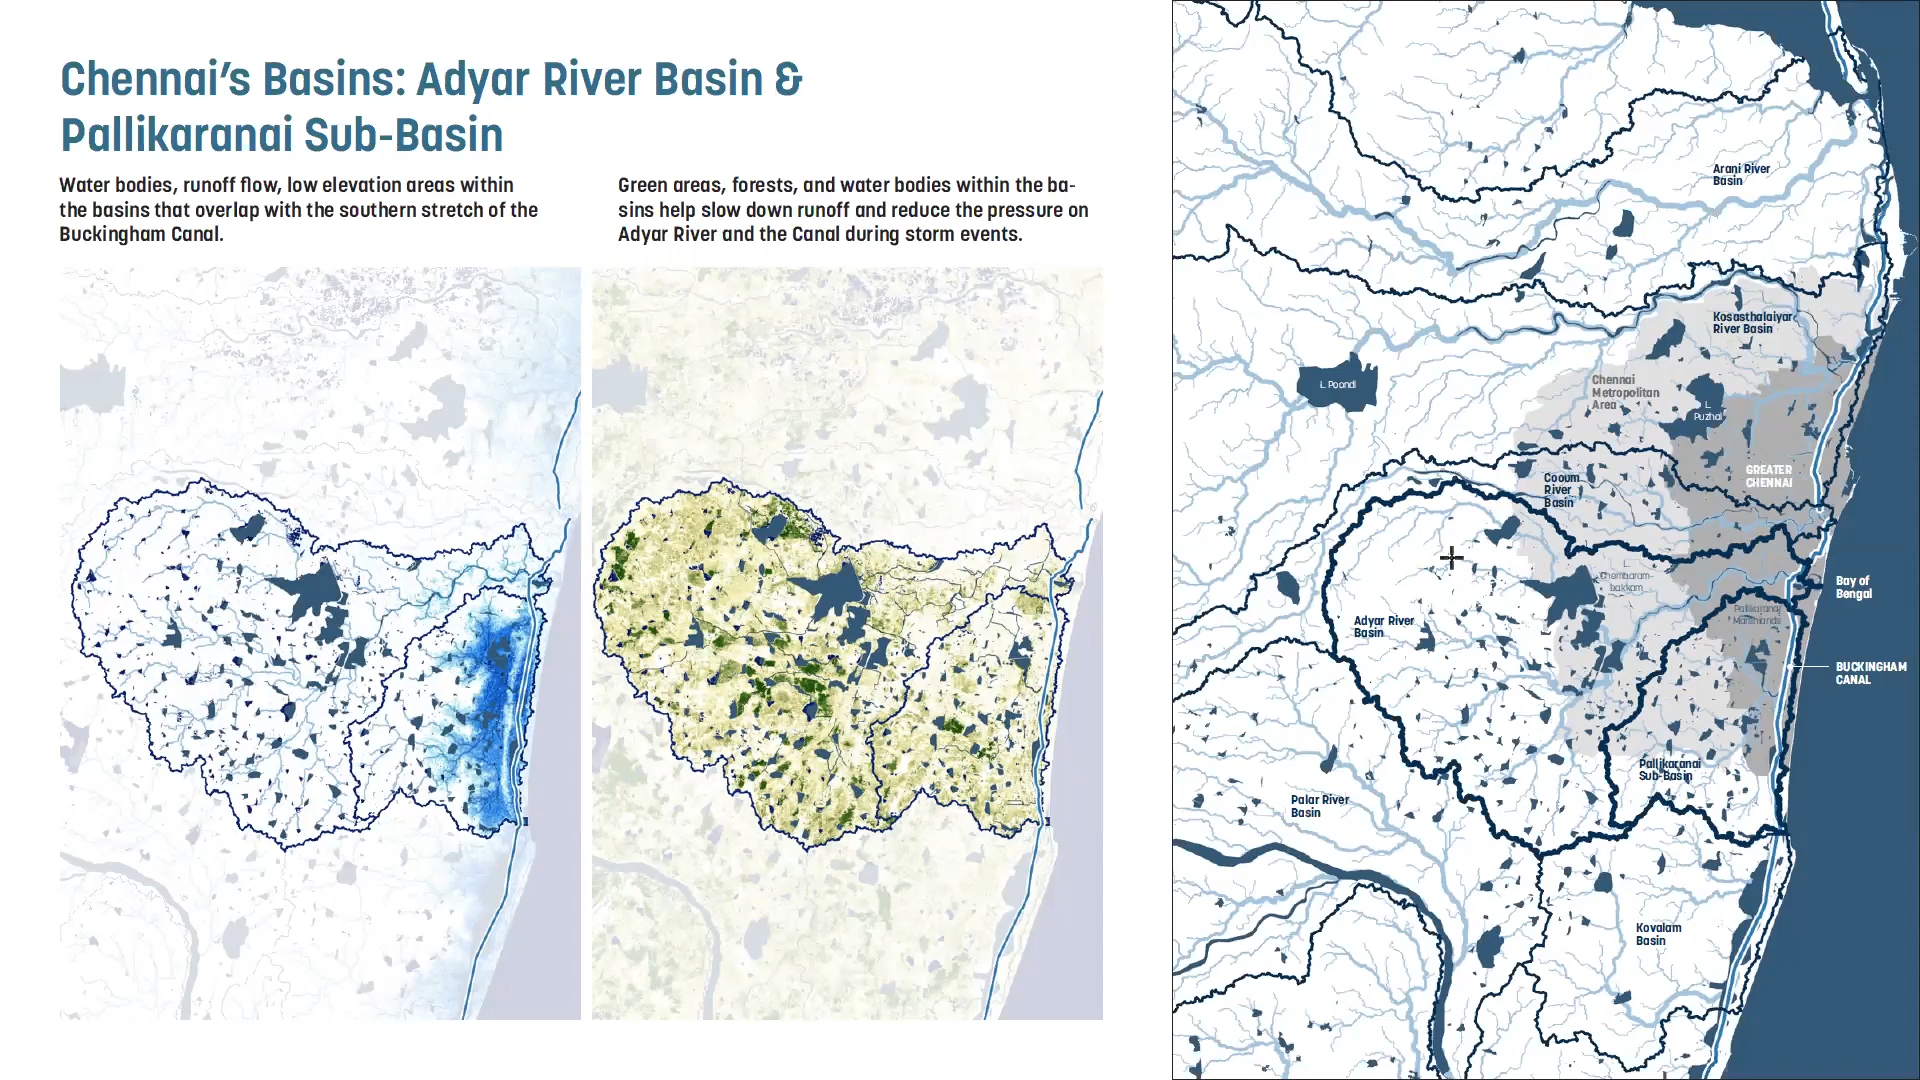 Chennai’s Basins: Adyar River Basin &
Pallikaranai Sub-Basin
Water bodies, runoff flow, low elevation areas within
the basins that overlap with the southern stretch of the
Buckingham Canal.
Green areas, forests, and water bodies within the ba-
sins help slow down runoff and reduce the pressure on
Adyar River and the Canal during storm events.
Arani River
Basin
Kosasthalaiyar
River Basin
L. Poondi
Chennai
Metropolitan
Area
L.
Puzhal
GREATER
CHENNAI
Cooum
River
Basin
L.
Chembaram-
bakkam
Bay of
Bengal
Pallikaranai
Marshlands
Adyar River
Basin
BUCKINGHAM
CANAL
Pallikaranai
Sub-Basin
Palar River
Basin
Kovalam
Basin